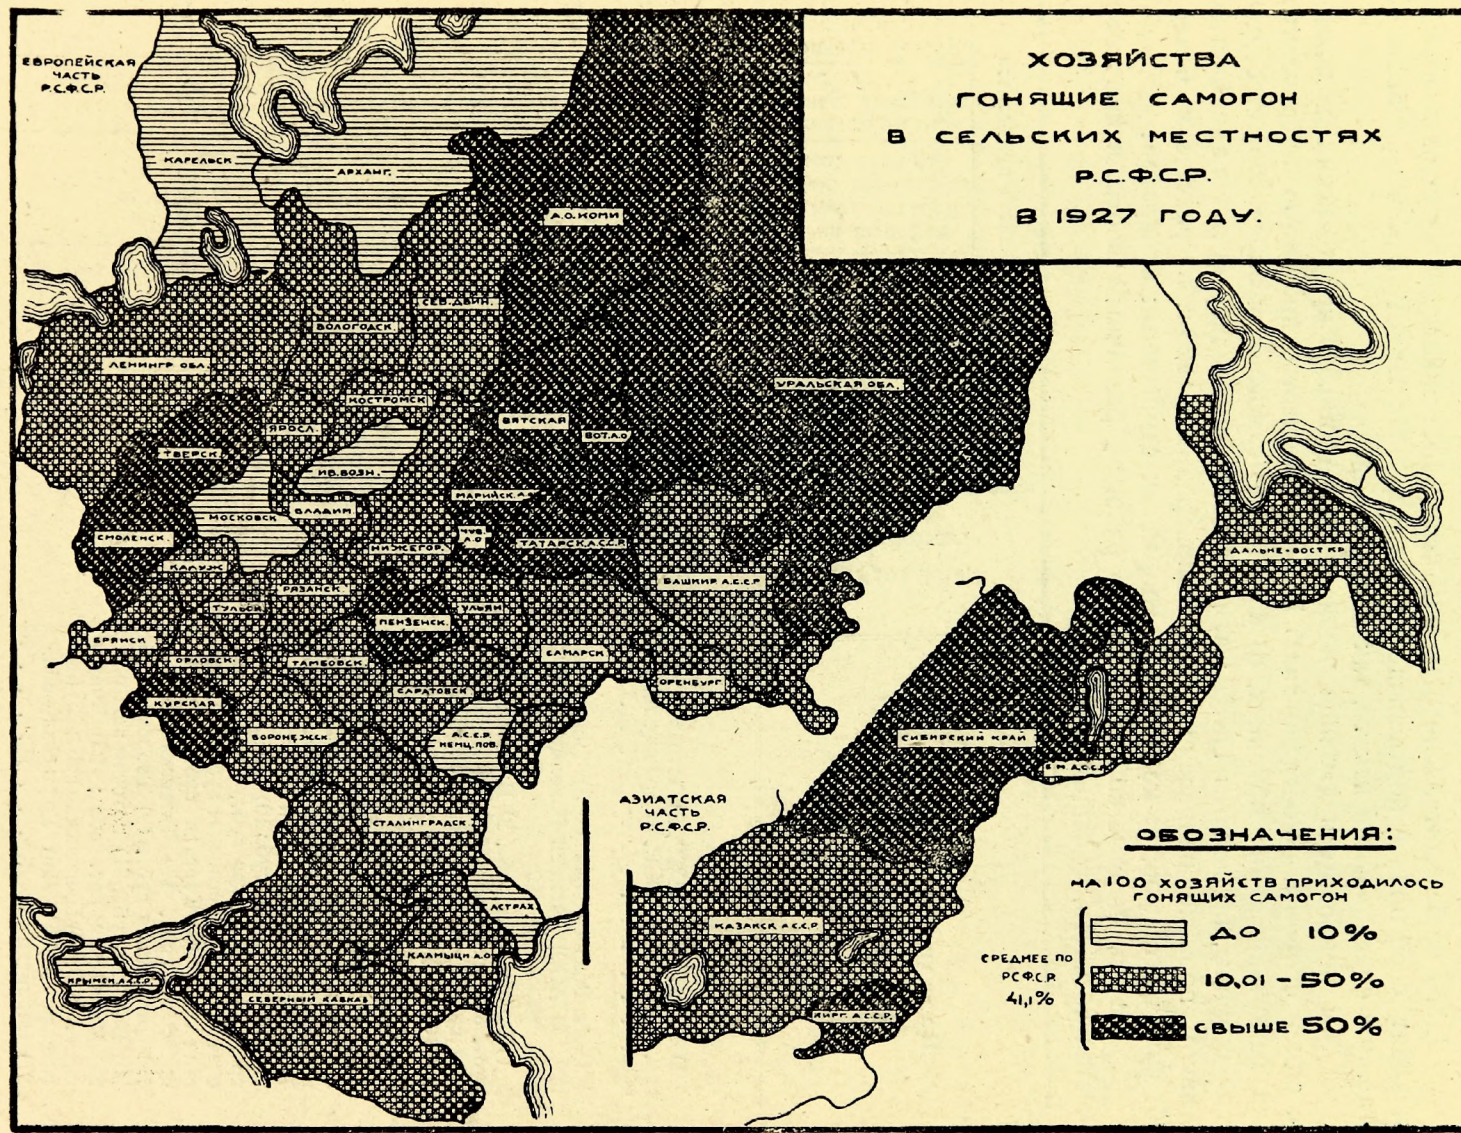 ЕВРОПЕЙСКАЯ
ЧАСТЬ
Р.С.Ф.С.Р.
ХОЗЯЙСТВА
ГОНЯЩИЕ САМОГОН
В СЕЛЬСКИХ МЕСТНОСТЯХ
Р.С.Ф.С.Р.
В 1927 ГОДУ.
КАРЕЛЬСК
АРХАНГ.
А.О.КОМИ
СЕВ.ДВИН.
ВОЛОГОДСК.
ЛЕНИНГР ОБЛ.
УРАЛЬСКАЯ ОБЛ.
КОСТРОМСК
ЯРОСЛ.
ВЯТСКАЯ
ВОТ.А.О
ТВЕРСК.
ИВ.ВОЗН.
МАРИЙСК.А.О
МОСКОВСК
ВЛАДИМ.
СМОЛЕНСК.
ЧУВ.
А.О
НИЖЕГОР.
ТАТАРСК.А.С.С.Р.
КАЛУЖ
РЯЗАНСК.
БАШКИР. А.С.С.Р
ДАЛЬНЕ-ВОСТ КР.
ТУЛЬСК
ПЕНЗЕНСК.
УЛЬЯН
БРЯНСК
ОРЛОВСК.
ТАМБОВСК.
САМАРСК
ОРЕНБУРГ
КУРСКАЯ
САРАТОВСК
ВОРОНЕЖСК
А.С.С.Р.
НЕМЦ.ПОВ.
СИБИРСКИЙ КРАЙ
Б.М.А.С.С.Р
АЗИАТСКАЯ
ЧАСТЬ
Р.С.Ф.С.Р.
СТАЛИНГРАДСК.
АСТРАХ.
КАЗАКСК А.С.С.Р
КАЛМЫЦК А.О
КРЫМСК.А.С.С.Р.
СЕВЕРНЫЙ КАВКАЗ
КИРГ. А.С.С.Р.
ОБОЗНАЧЕНИЯ:
НА 100 ХОЗЯЙСТВ ПРИХОДИЛОСЬ
ГОНЯЩИХ САМОГОН
ДО 10%
СРЕДНЕЕ ПО
Р.С.Ф.С.Р.
41,1%
10,01 - 50%
СВЫШЕ 50%